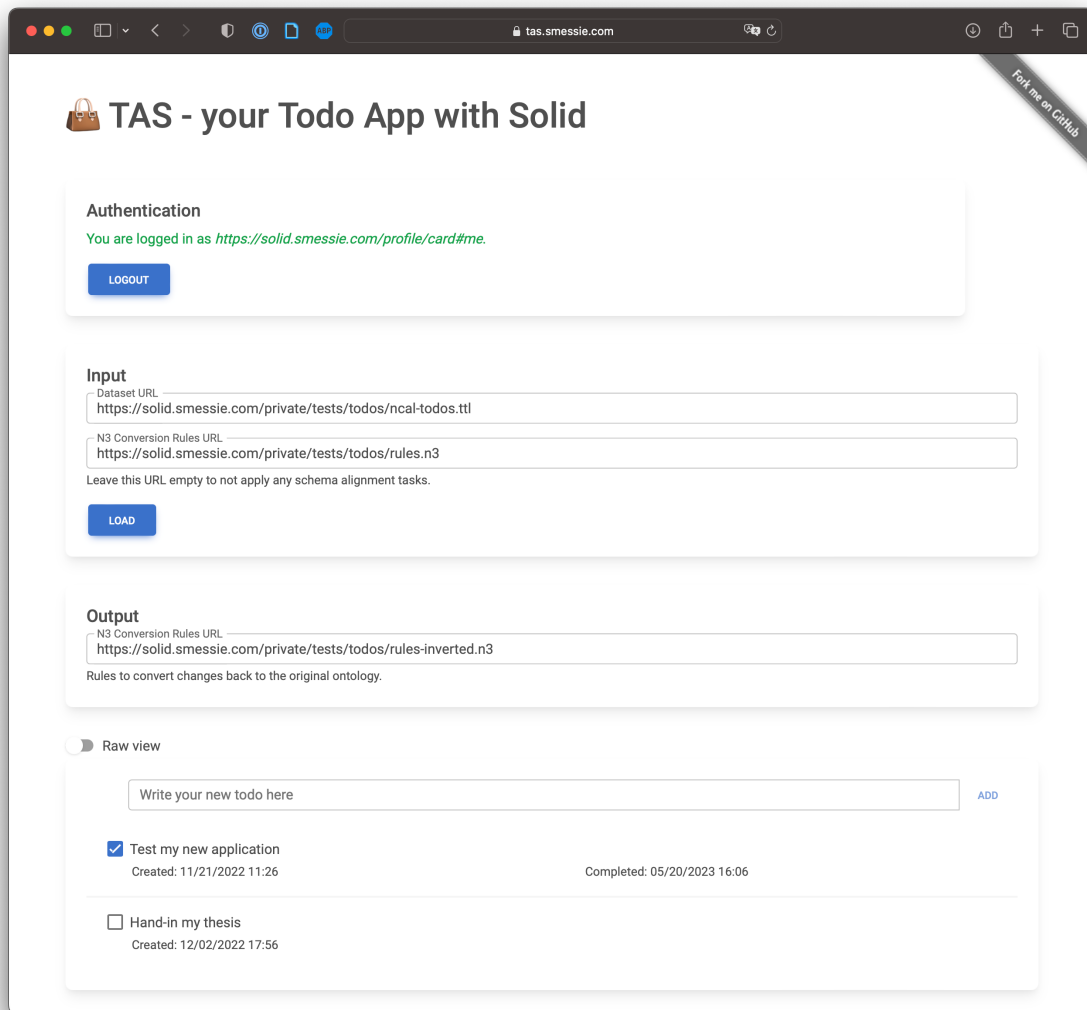 tas.smessie.com
ABP
Fork me on GitHub
TAS - your Todo App with Solid
Authentication
You are logged in as https://solid.smessie.com/profile/card#me.
LOGOUT
Input
Dataset URL
https://solid.smessie.com/private/tests/todos/ncal-todos.ttl
N3 Conversion Rules URL
https://solid.smessie.com/private/tests/todos/rules.n3
Leave this URL empty to not apply any schema alignment tasks.
LOAD
Output
N3 Conversion Rules URL
https://solid.smessie.com/private/tests/todos/rules-inverted.n3
Rules to convert changes back to the original ontology.
Raw view
Write your new todo here
ADD
Test my new application
Created: 11/21/2022 11:26
Completed: 05/20/2023 16:06
Hand-in my thesis
Created: 12/02/2022 17:56